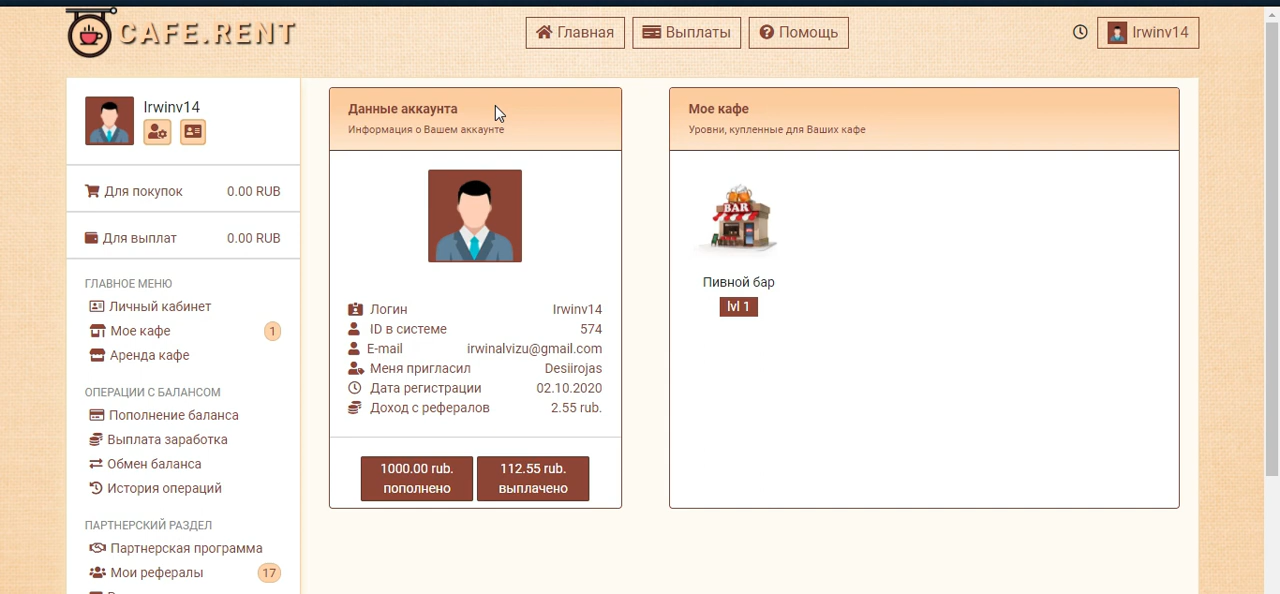 CAFE.RENT
Главная
Выплаты
Помощь
Irwinv14
Irwinv14
Для покупок 0.00 RUB
Для выплат 0.00 RUB
ГЛАВНОЕ МЕНЮ
Личный кабинет
Мое кафе 1
Аренда кафе
ОПЕРАЦИИ С БАЛАНСОМ
Пополнение баланса
Выплата заработка
Обмен баланса
История операций
ПАРТНЕРСКИЙ РАЗДЕЛ
Партнерская программа
Мои рефералы 17
Данные аккаунта
Информация о Вашем аккаунте
Логин Irwinv14
ID в системе 574
E-mail irwinalvizu@gmail.com
Меня пригласил Desiirojas
Дата регистрации 02.10.2020
Доход с рефералов 2.55 rub.
1000.00 rub.
пополнено
112.55 rub.
выплачено
Мое кафе
Уровни, купленные для Ваших кафе
BAR
Пивной бар
lvl 1